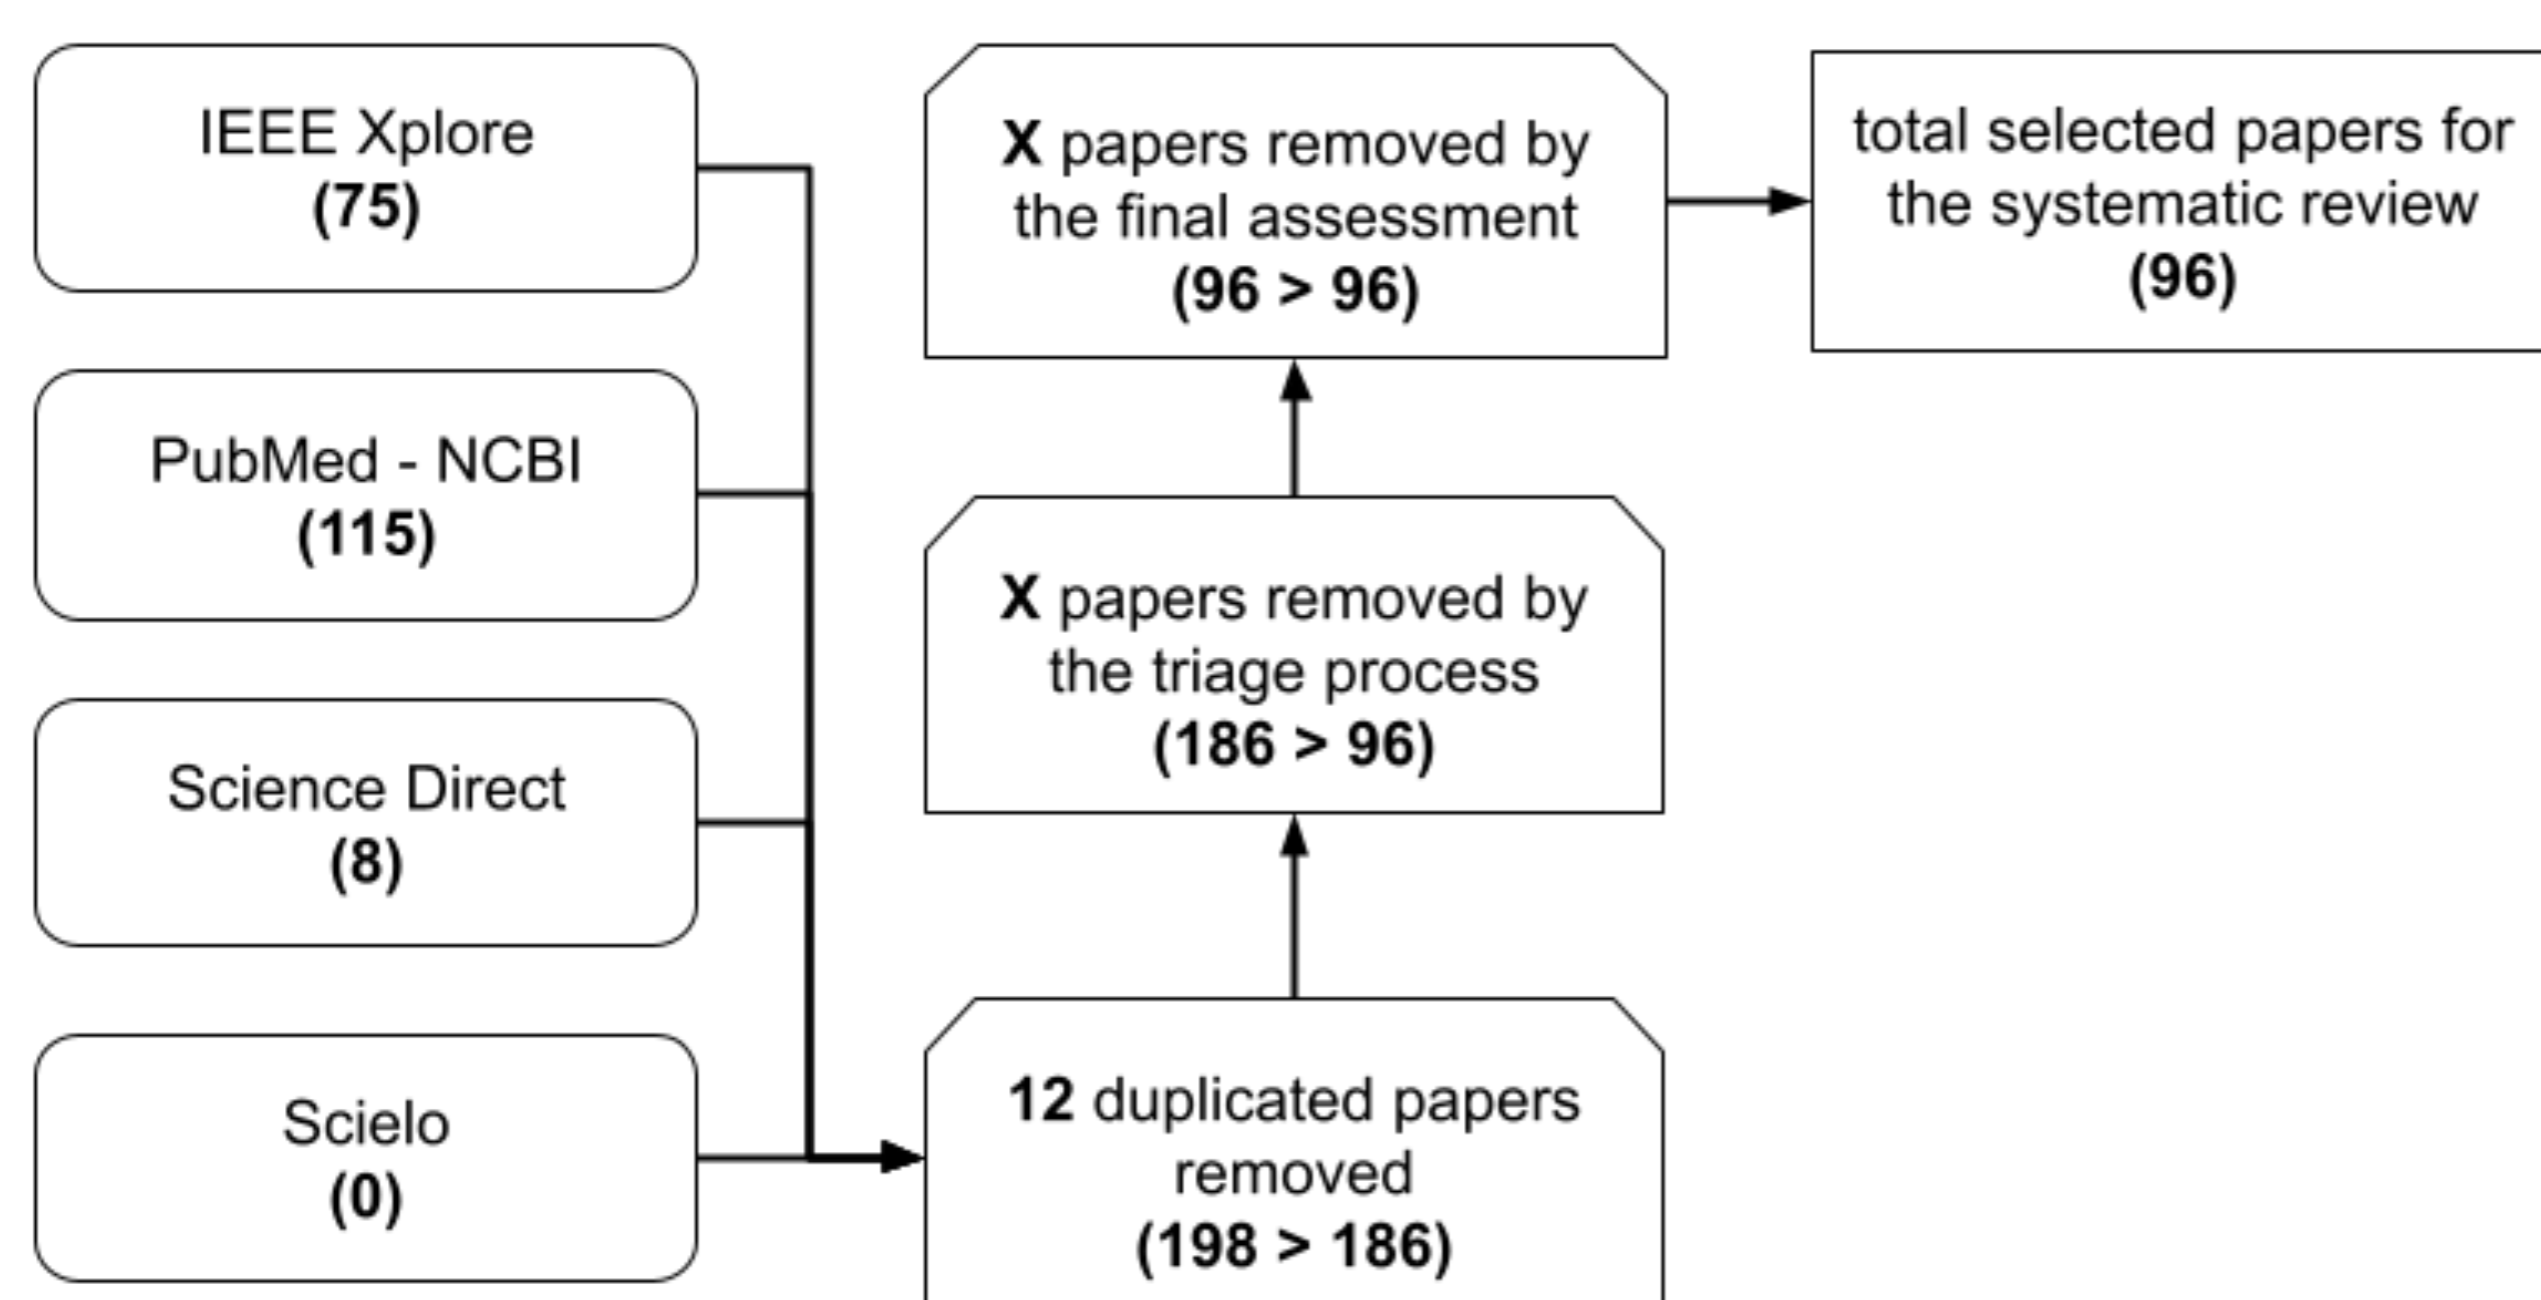 IEEE Xplore
(75)
PubMed - NCBI
(115)
Science Direct
(8)
Scielo
(0)
12 duplicated papers
removed
(198 > 186)
X papers removed by
the triage process
(186 > 96)
X papers removed by
the final assessment
(96 > 96)
total selected papers for
the systematic review
(96)